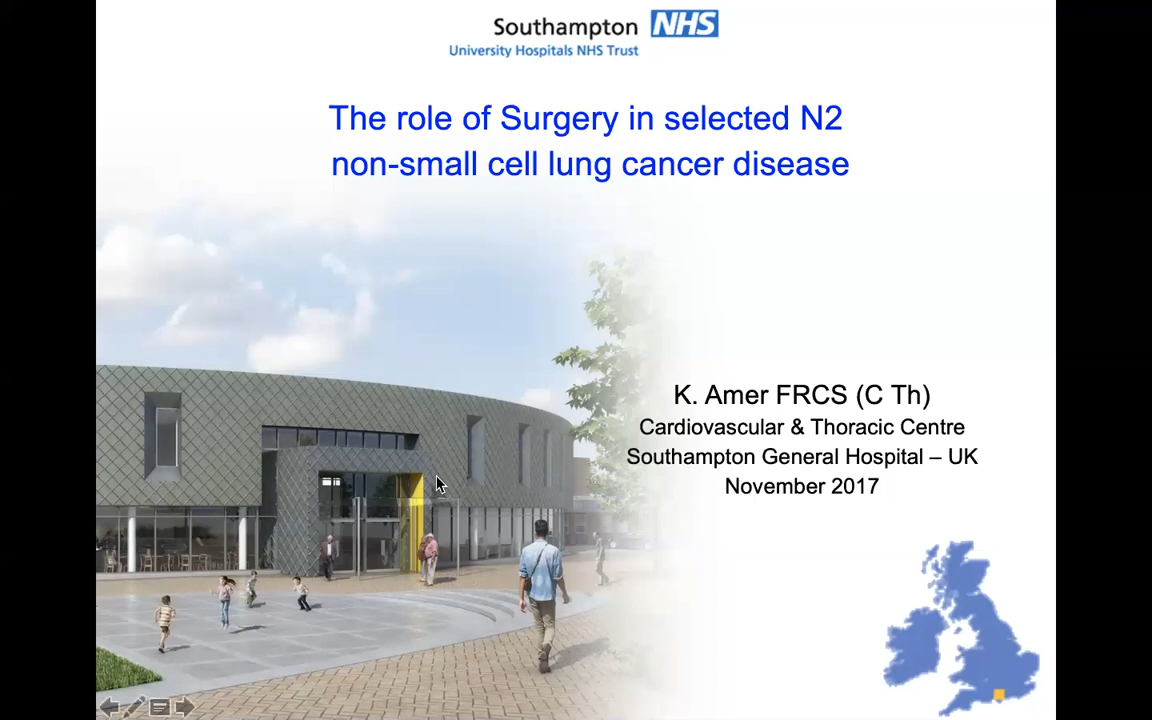 Southampton NHS
University Hospitals NHS Trust
The role of Surgery in selected N2
non-small cell lung cancer disease
K. Amer FRCS (C Th)
Cardiovascular & Thoracic Centre
Southampton General Hospital – UK
November 2017